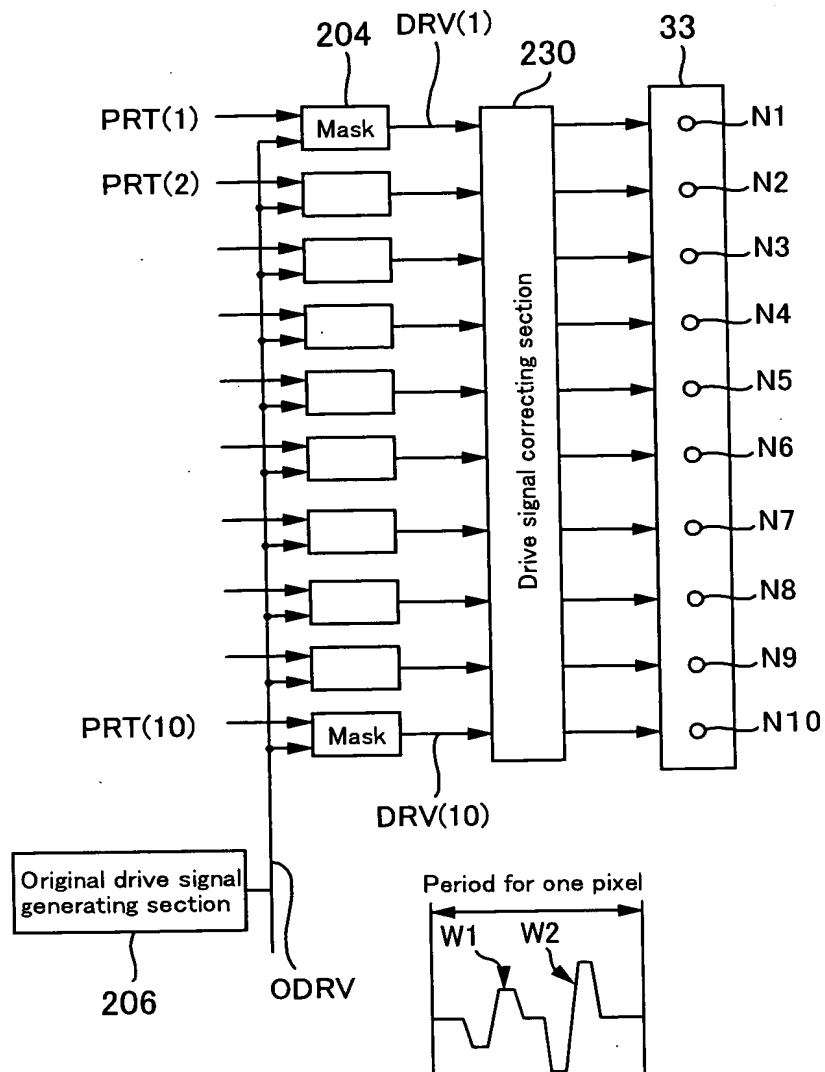 DRV(1)
204
230
33
PRT(1)
Mask
N1
PRT(2)
N2
N3
N4
N5
Drive signal correcting section
N6
N7
N8
N9
PRT(10)
Mask
N10
DRV(10)
Original drive signal
generating section
Period for one pixel
W1
W2
ODRV
206